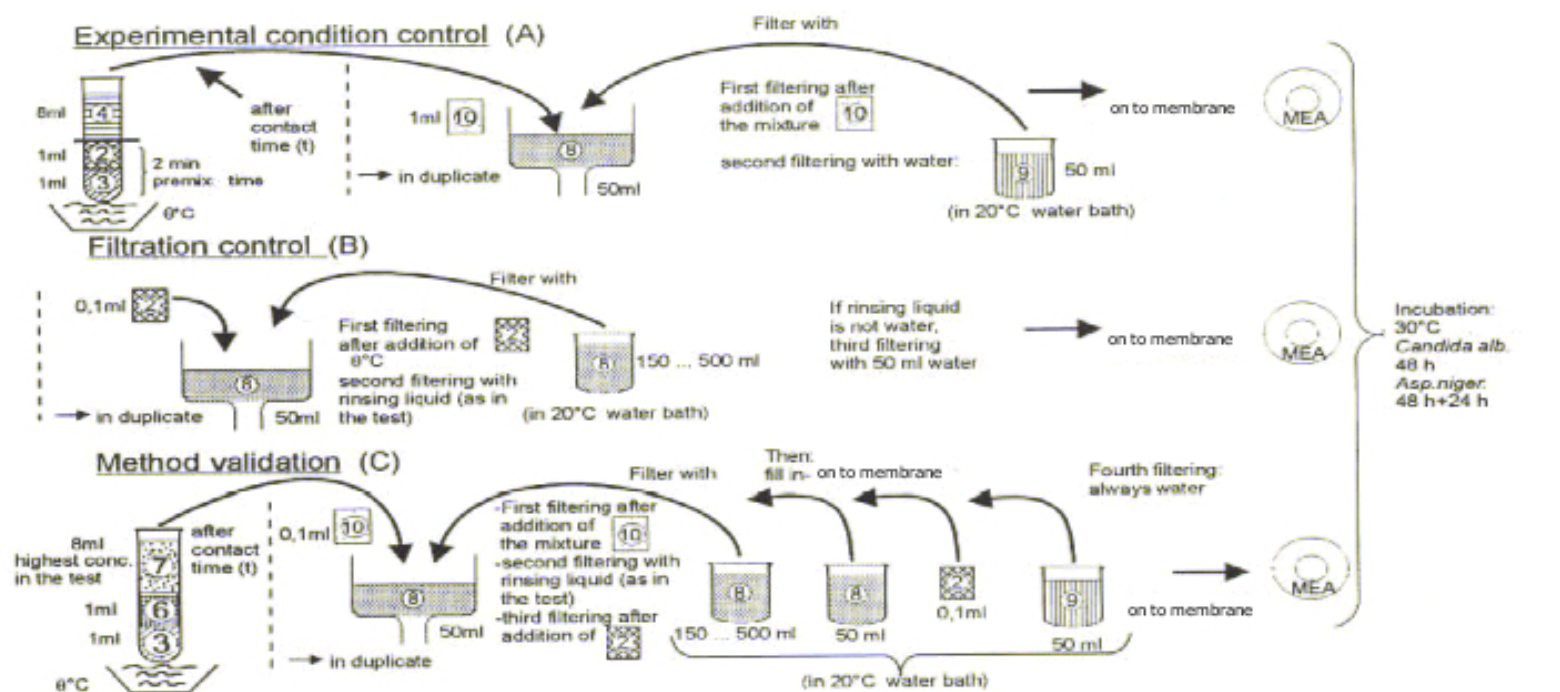 Experimental condition control (A)
Filter with
8ml
4
after
contact
time (t)
1ml
2
1ml
3
2 min
premix time
θ°C
1ml
10
in duplicate
8
50ml
First filtering after
addition of
the mixture
10
second filtering with water:
9
50 ml
(in 20°C water bath)
on to membrane
MEA
Filtration control (B)
0,1ml
2
in duplicate
8
50ml
Filter with
First filtering
after addition of
2
θ°C
second filtering with
rinsing liquid (as in
the test)
8
150 ... 500 ml
(in 20°C water bath)
If rinsing liquid
is not water,
third filtering
with 50 ml water
on to membrane
MEA
Incubation:
30°C
Candida alb.
48 h
Asp.niger.
48 h+24 h
Method validation (C)
8ml
highest conc.
in the test
7
after
contact
time (t)
1ml
6
1ml
3
θ°C
0,1ml
10
in duplicate
8
50ml
Filter with
-First filtering after
addition of
the mixture
10
-second filtering with
rinsing liquid (as in
the test)
-third filtering after
addition of
2
8
150 ... 500 ml
Then:
fill in- on to membrane
8
50 ml
2
0,1ml
Fourth filtering:
always water
9
50 ml
(in 20°C water bath)
on to membrane
MEA